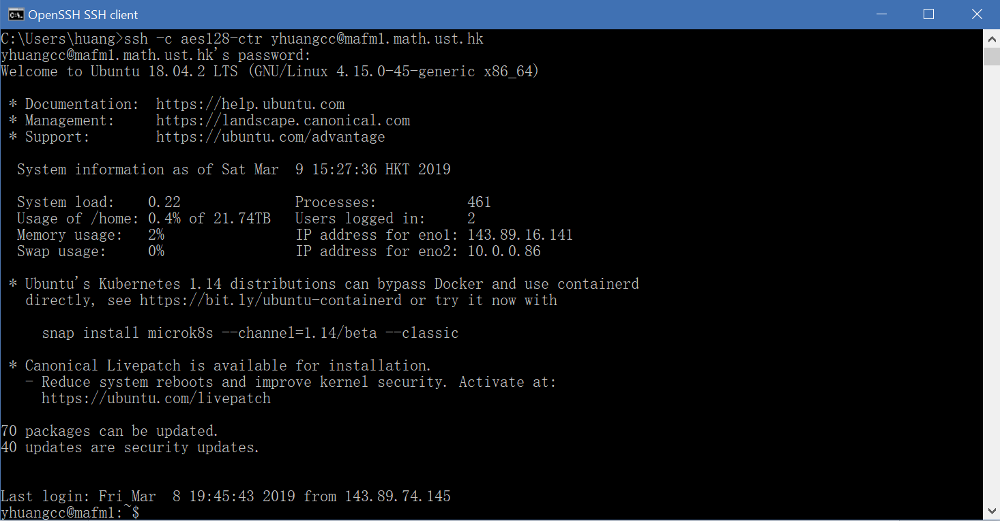 OpenSSH SSH client
C:\Users\huang>ssh -c aes128-ctr yhuangcc@mafm1.math.ust.hk
yhuangcc@mafm1.math.ust.hk's password:
Welcome to Ubuntu 18.04.2 LTS (GNU/Linux 4.15.0-45-generic x86_64)
* Documentation:  https://help.ubuntu.com
* Management:     https://landscape.canonical.com
* Support:        https://ubuntu.com/advantage
System information as of Sat Mar  9 15:27:36 HKT 2019
System load:    0.22              Processes:           461
Usage of /home: 0.4% of 21.74TB   Users logged in:     2
Memory usage:   2%                IP address for eno1: 143.89.16.141
Swap usage:     0%                IP address for eno2: 10.0.0.86
* Ubuntu's Kubernetes 1.14 distributions can bypass Docker and use containerd
directly, see https://bit.ly/ubuntu-containerd or try it now with
snap install microk8s --channel=1.14/beta --classic
* Canonical Livepatch is available for installation.
- Reduce system reboots and improve kernel security. Activate at:
https://ubuntu.com/livepatch
70 packages can be updated.
40 updates are security updates.
Last login: Fri Mar  8 19:45:43 2019 from 143.89.74.145
yhuangcc@mafm1:~$